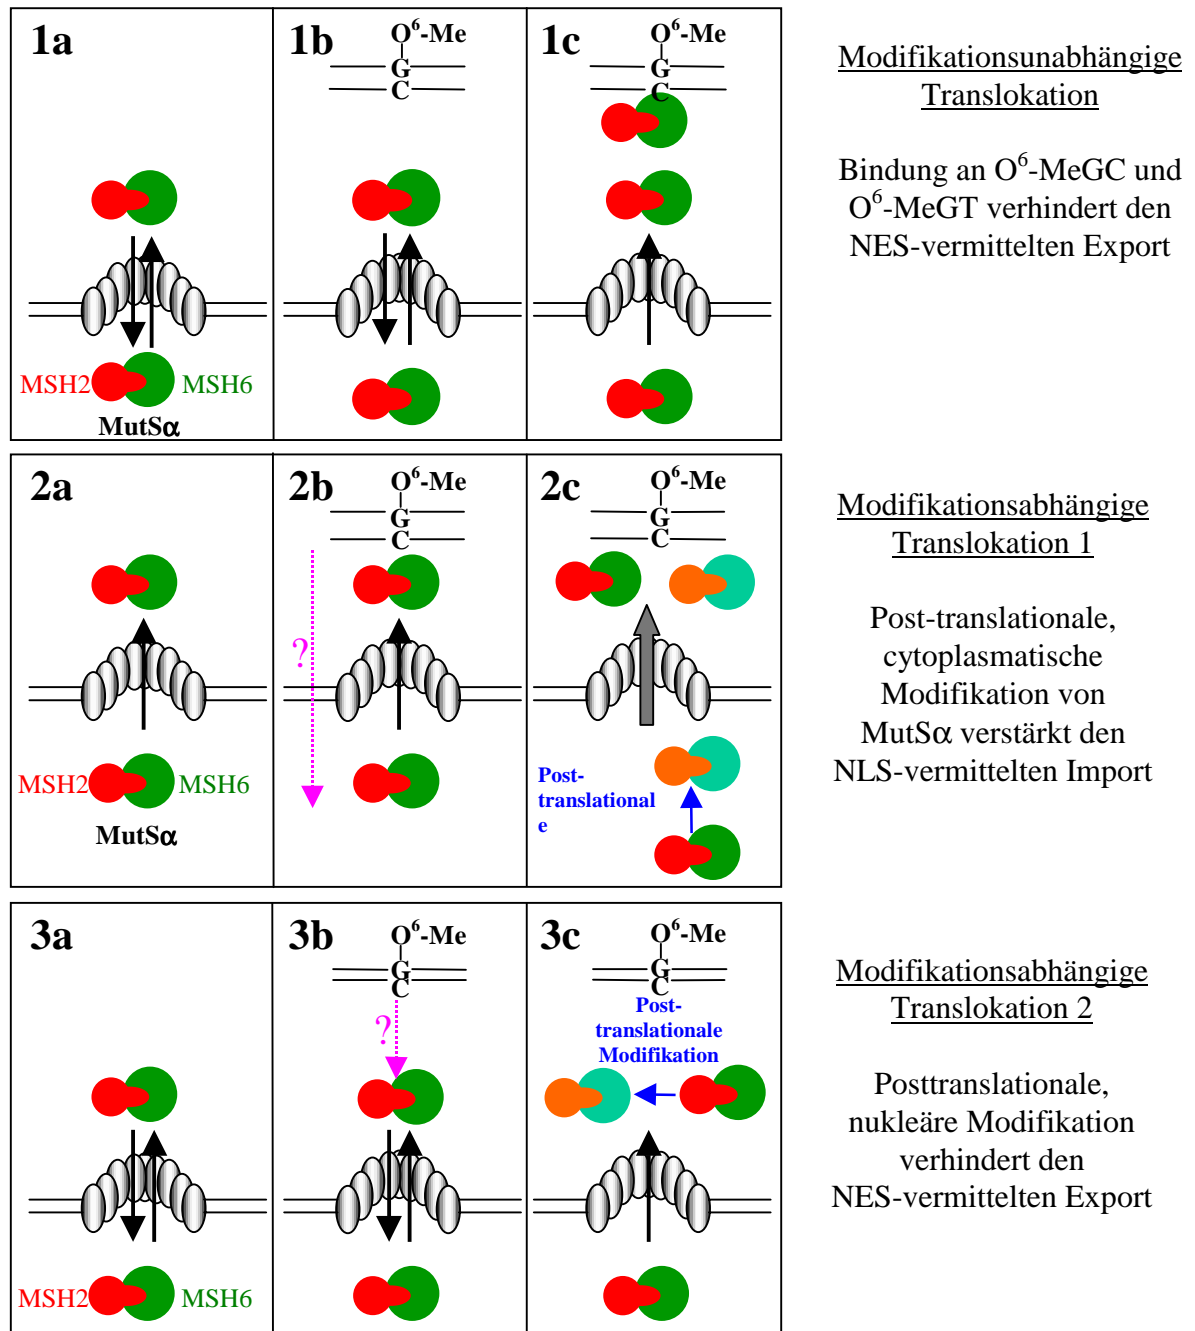 1a
1b
1c
O⁶-Me
O⁶-Me
G
G
C
C
MSH2
MSH6
MutSα
Modifikationsunabhängige
Translokation
Bindung an O⁶-MeGC und
O⁶-MeGT verhindert den
NES-vermittelten Export
2a
2b
2c
O⁶-Me
O⁶-Me
G
G
C
C
?
MSH2
MSH6
MutSα
Post-
translational
e
Modifikationsabhängige
Translokation 1
Post-translationale,
cytoplasmatische
Modifikation von
MutSα verstärkt den
NLS-vermittelten Import
3a
3b
3c
O⁶-Me
O⁶-Me
G
G
C
C
?
Post-
translationale
Modifikation
MSH2
MSH6
Modifikationsabhängige
Translokation 2
Posttranslationale,
nukleäre Modifikation
verhindert den
NES-vermittelten Export